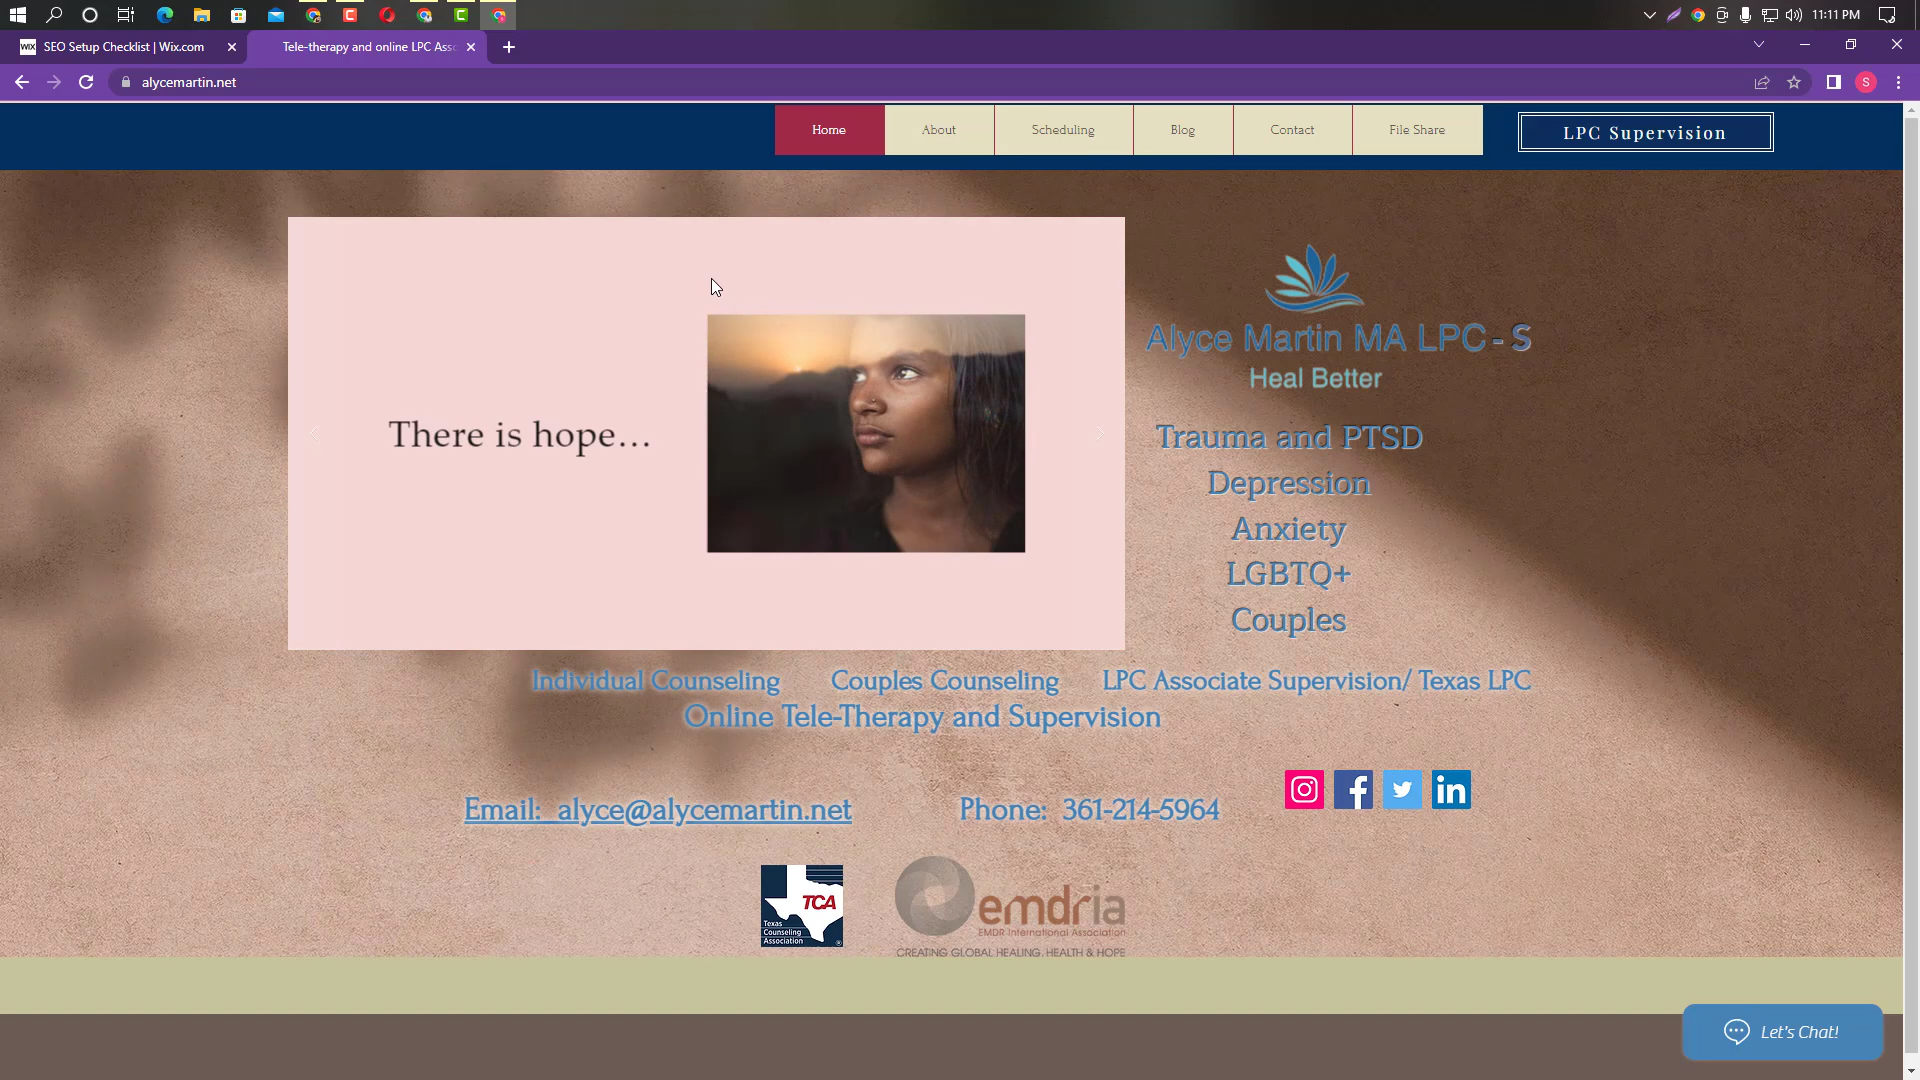 11:11 PM
WIX SEO Setup Checklist | Wix.com
Tele-therapy and online LPC Asso
alycemartin.net
S
Home
About
Scheduling
Blog
Contact
File Share
LPC Supervision
There is hope...
Alyce Martin MA LPC - S
Heal Better
Trauma and PTSD
Depression
Anxiety
LGBTQ+
Couples
Individual Counseling
Couples Counseling
LPC Associate Supervision/ Texas LPC
Online Tele-Therapy and Supervision
Email: alyce@alycemartin.net
Phone: 361-214-5964
TCA
Texas
Counseling
Association
emdria
EMDR International Association
CREATING GLOBAL HEALING, HEALTH & HOPE
Let's Chat!